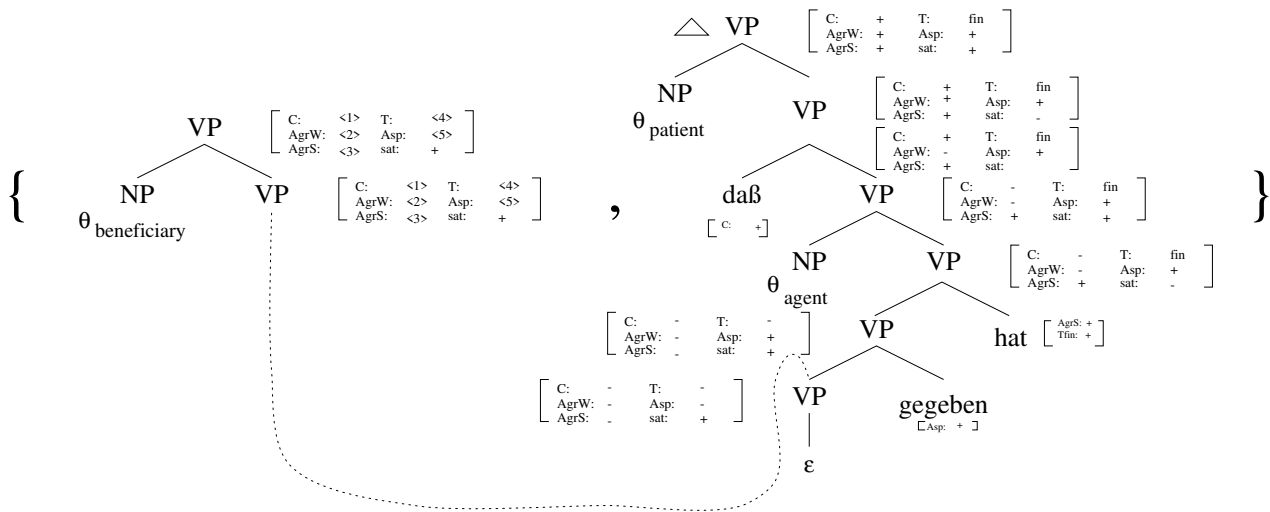 VP
C: + T: fin
AgrW: + Asp: +
AgrS: + sat: +
NP
θ patient
VP
C: + T: fin
AgrW: + Asp: +
AgrS: + sat: -
C: + T: fin
AgrW: - Asp: +
AgrS: + sat:
VP
C: <1> T: <4>
AgrW: <2> Asp: <5>
AgrS: <3> sat: +
{ NP
θ beneficiary
VP
C: <1> T: <4>
AgrW: <2> Asp: <5>
AgrS: <3> sat: +
,
daß
C: +
VP
C: - T: fin
AgrW: - Asp: +
AgrS: + sat: +
}
NP
θ agent
VP
C: - T: fin
AgrW: - Asp: +
AgrS: + sat: -
C: - T: -
AgrW: - Asp: +
AgrS: - sat: +
VP
hat
AgrS: +
Tfin: +
C: - T: -
AgrW: - Asp: -
AgrS: - sat: +
VP
gegeben
Asp: +
ε